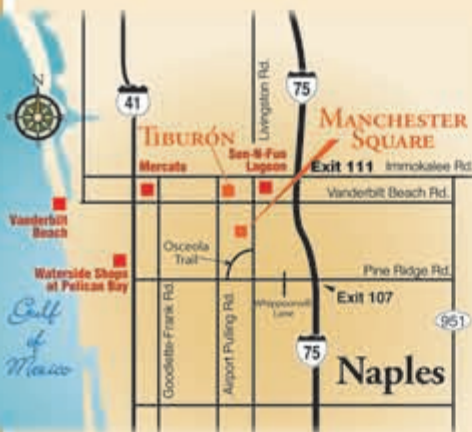 N
41
75
Livingston Rd.
TIBURÓN
MANCHESTER
SQUARE
Mercato
Sun-N-Fun
Lagoon
Exit 111
Immokalee Rd.
Vanderbilt Beach Rd.
Vanderbilt
Beach
Osceola
Trail
Waterside Shops
at Pelican Bay
Pine Ridge Rd.
Whippoorwill
Lane
Exit 107
Gulf
of
Mexico
Goodlette-Frank Rd.
Airport Pulling Rd.
951
75
Naples